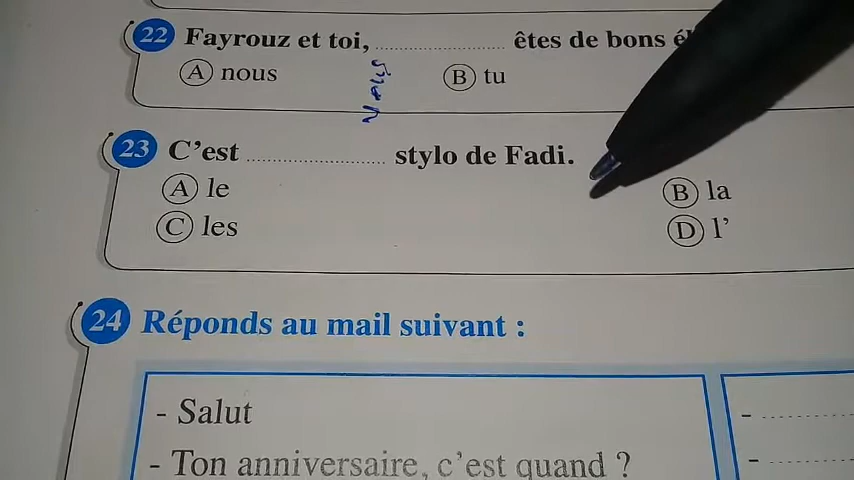 22 Fayrouz et toi, .................... êtes de bons
A nous B tu
23 C'est .................... stylo de Fadi.
A le B la
C les D l'
24 Réponds au mail suivant :
- Salut
- Ton anniversaire, c'est quand ?